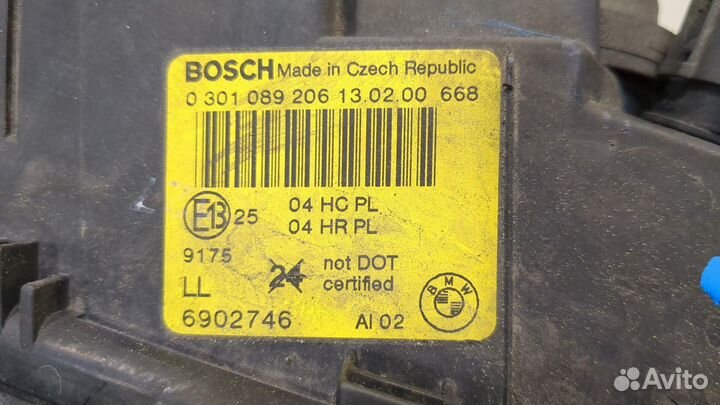 BOSCH Made in Czech Republic
0 301 089 206 13.02.00 668
E13 25
04 HC PL
04 HR PL
9175
24 not DOT
LL certified
6902746 AI 02
BMW
Avito